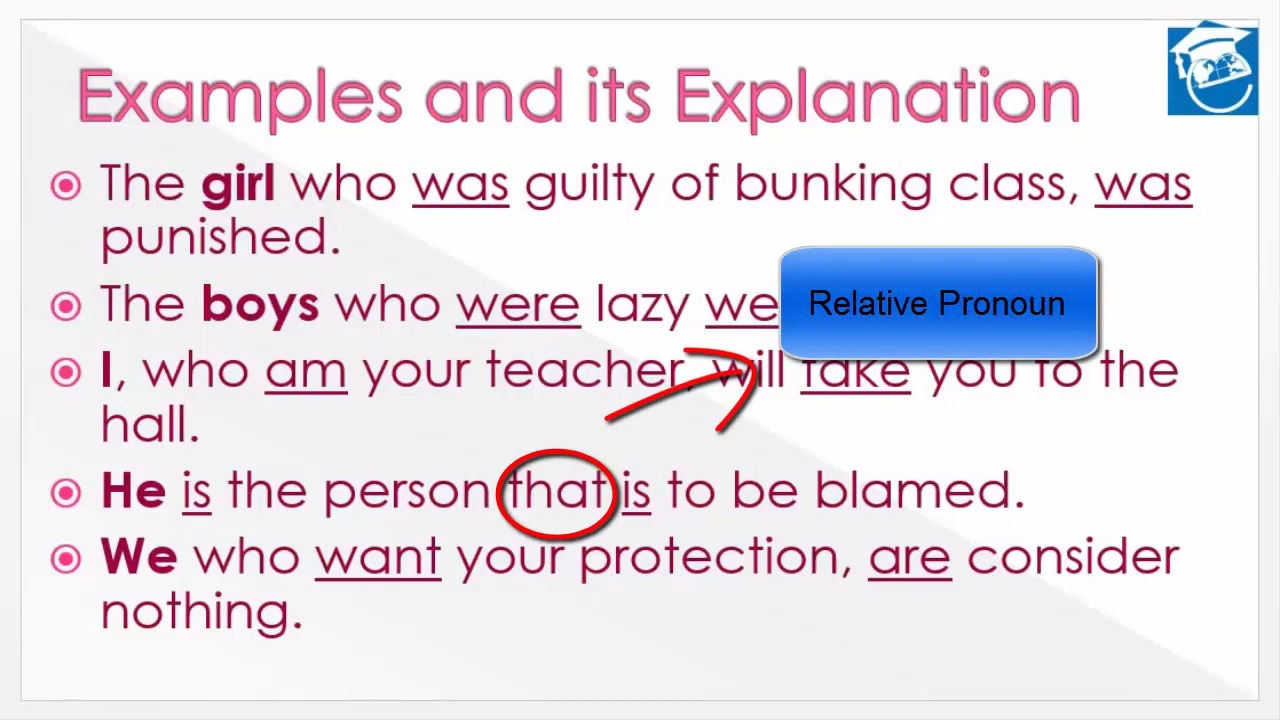 Examples and its Explanation
The girl who was guilty of bunking class, was
punished.
The boys who were lazy
Relative Pronoun
I, who am your teacher, will take you to the
hall.
He is the person that is to be blamed.
We who want your protection, are consider
nothing.